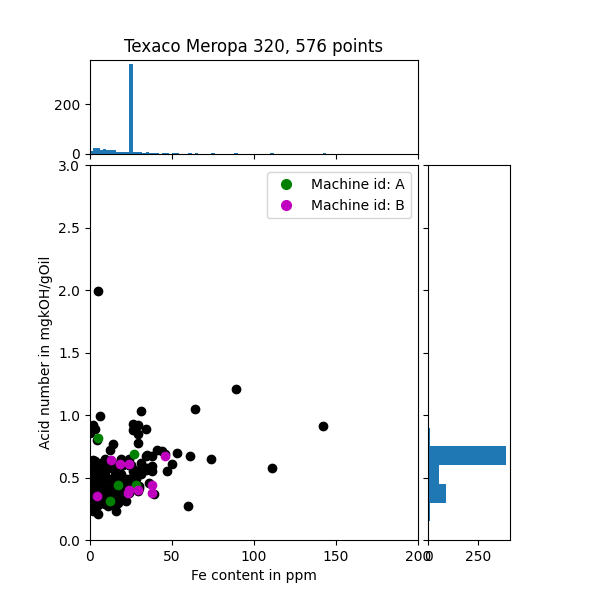 Texaco Meropa 320, 576 points
200
0
3.0
2.5
2.0
1.5
1.0
0.5
0.0
Acid number in mgkOH/gOil
Machine id: A
Machine id: B
0 50 100 150 200
0 250
Fe content in ppm